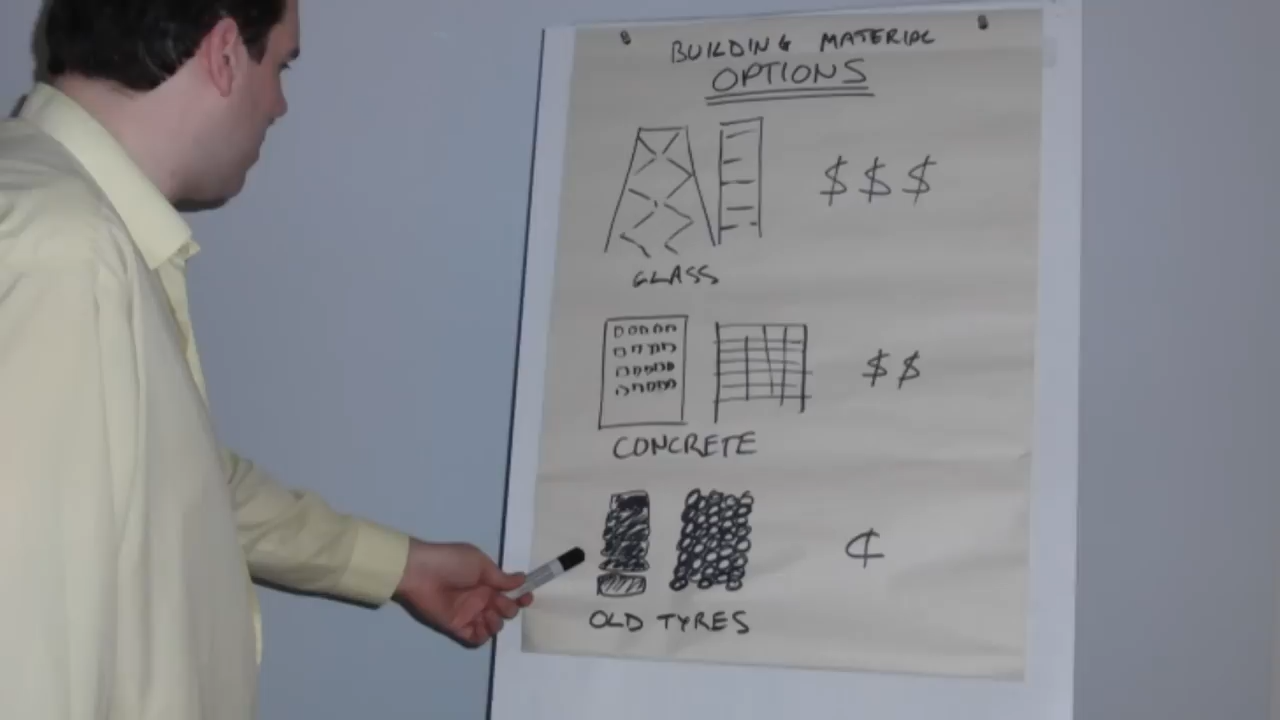 BUILDING MATERIAL
OPTIONS
$ $ $
GLASS
$ $
CONCRETE
¢
OLD TYRES